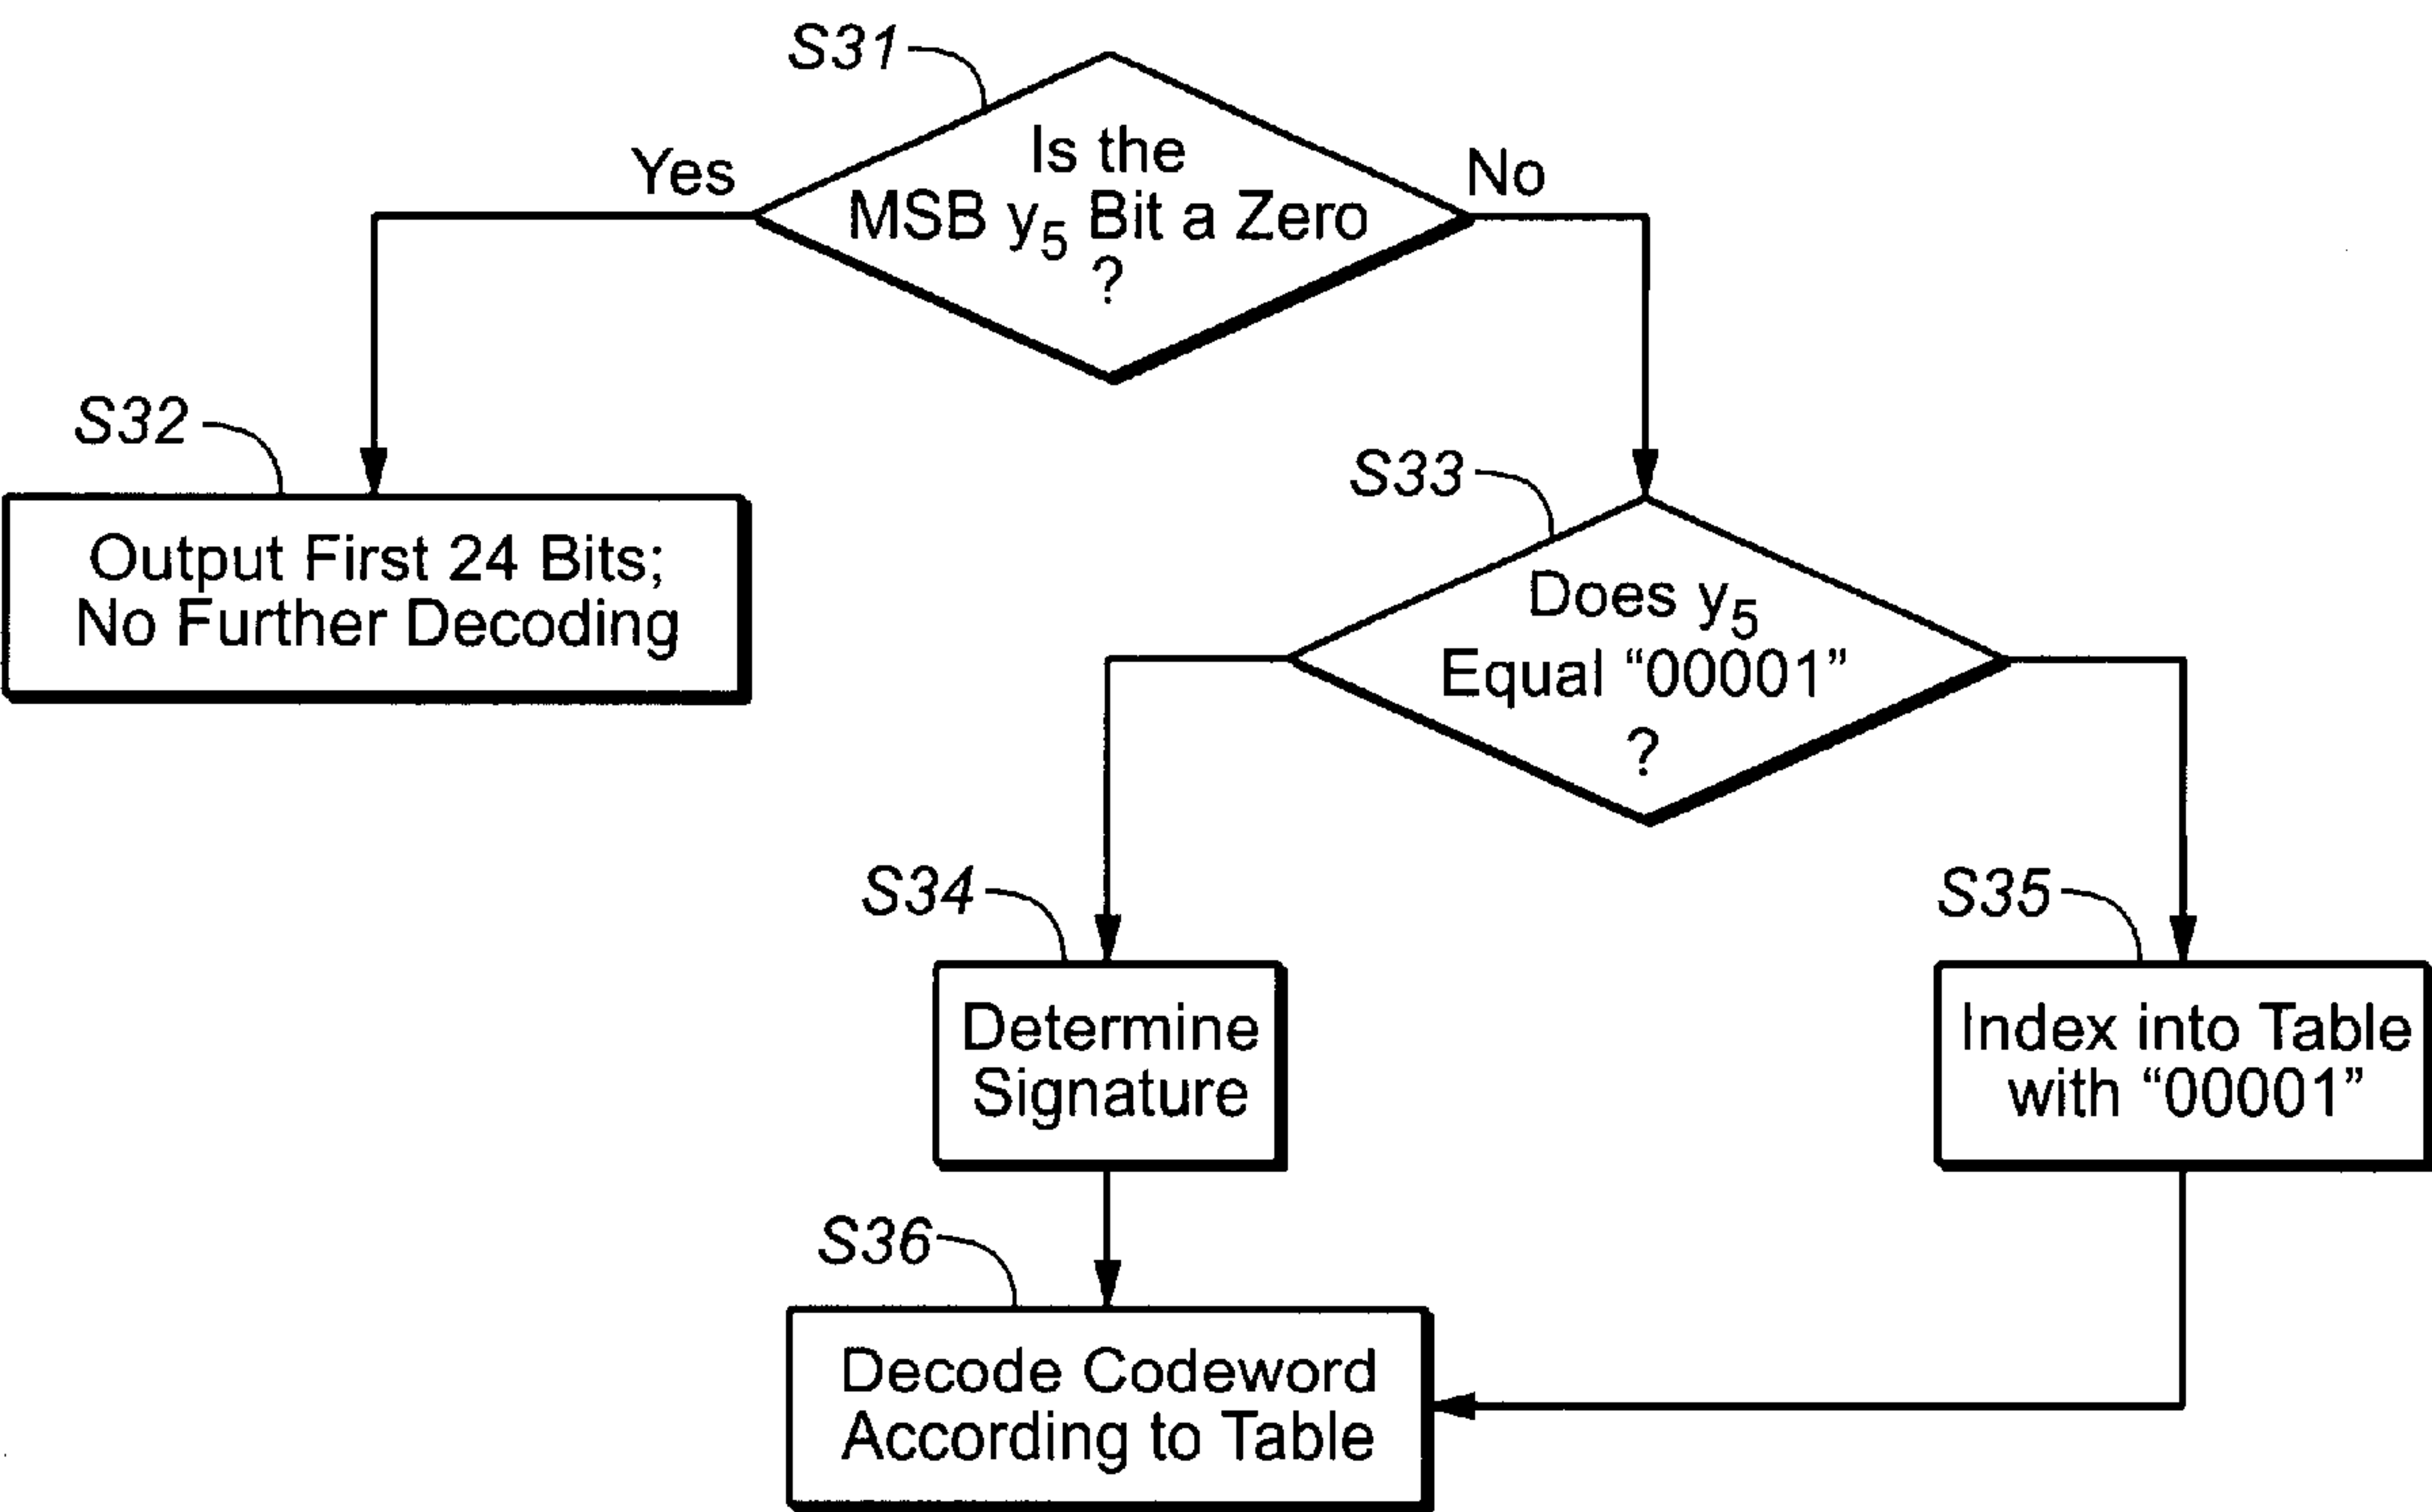 S31
Is the
MSB y5 Bit a Zero
?
Yes
No
S32
Output First 24 Bits;
No Further Decoding
S33
Does y5
Equal “00001”
?
S34
Determine
Signature
S35
Index into Table
with “00001”
S36
Decode Codeword
According to Table